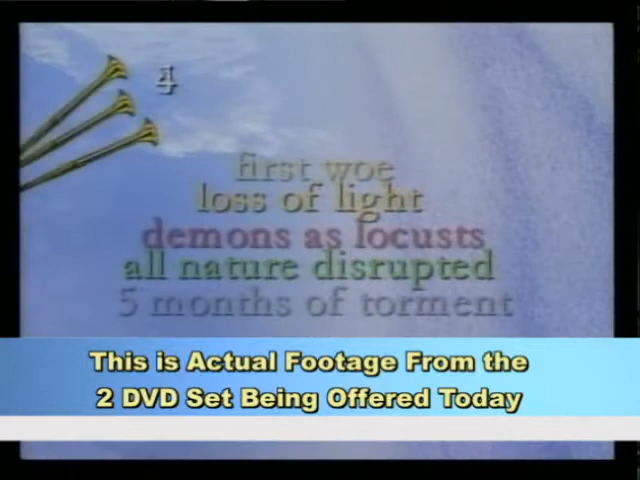 4
first woe
loss of light
demons as locusts
all nature disrupted
5 months of torment
This is Actual Footage From the
2 DVD Set Being Offered Today